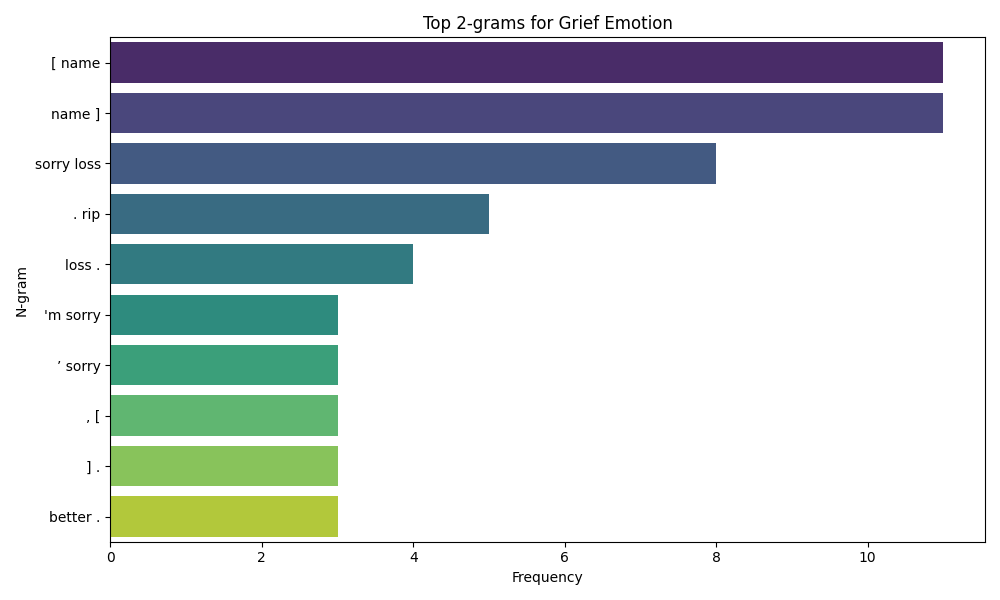 Top 2-grams for Grief Emotion
[ name
name ]
sorry loss
. rip
loss .
'm sorry
’ sorry
, [
] .
better .
N-gram
0 2 4 6 8 10
Frequency